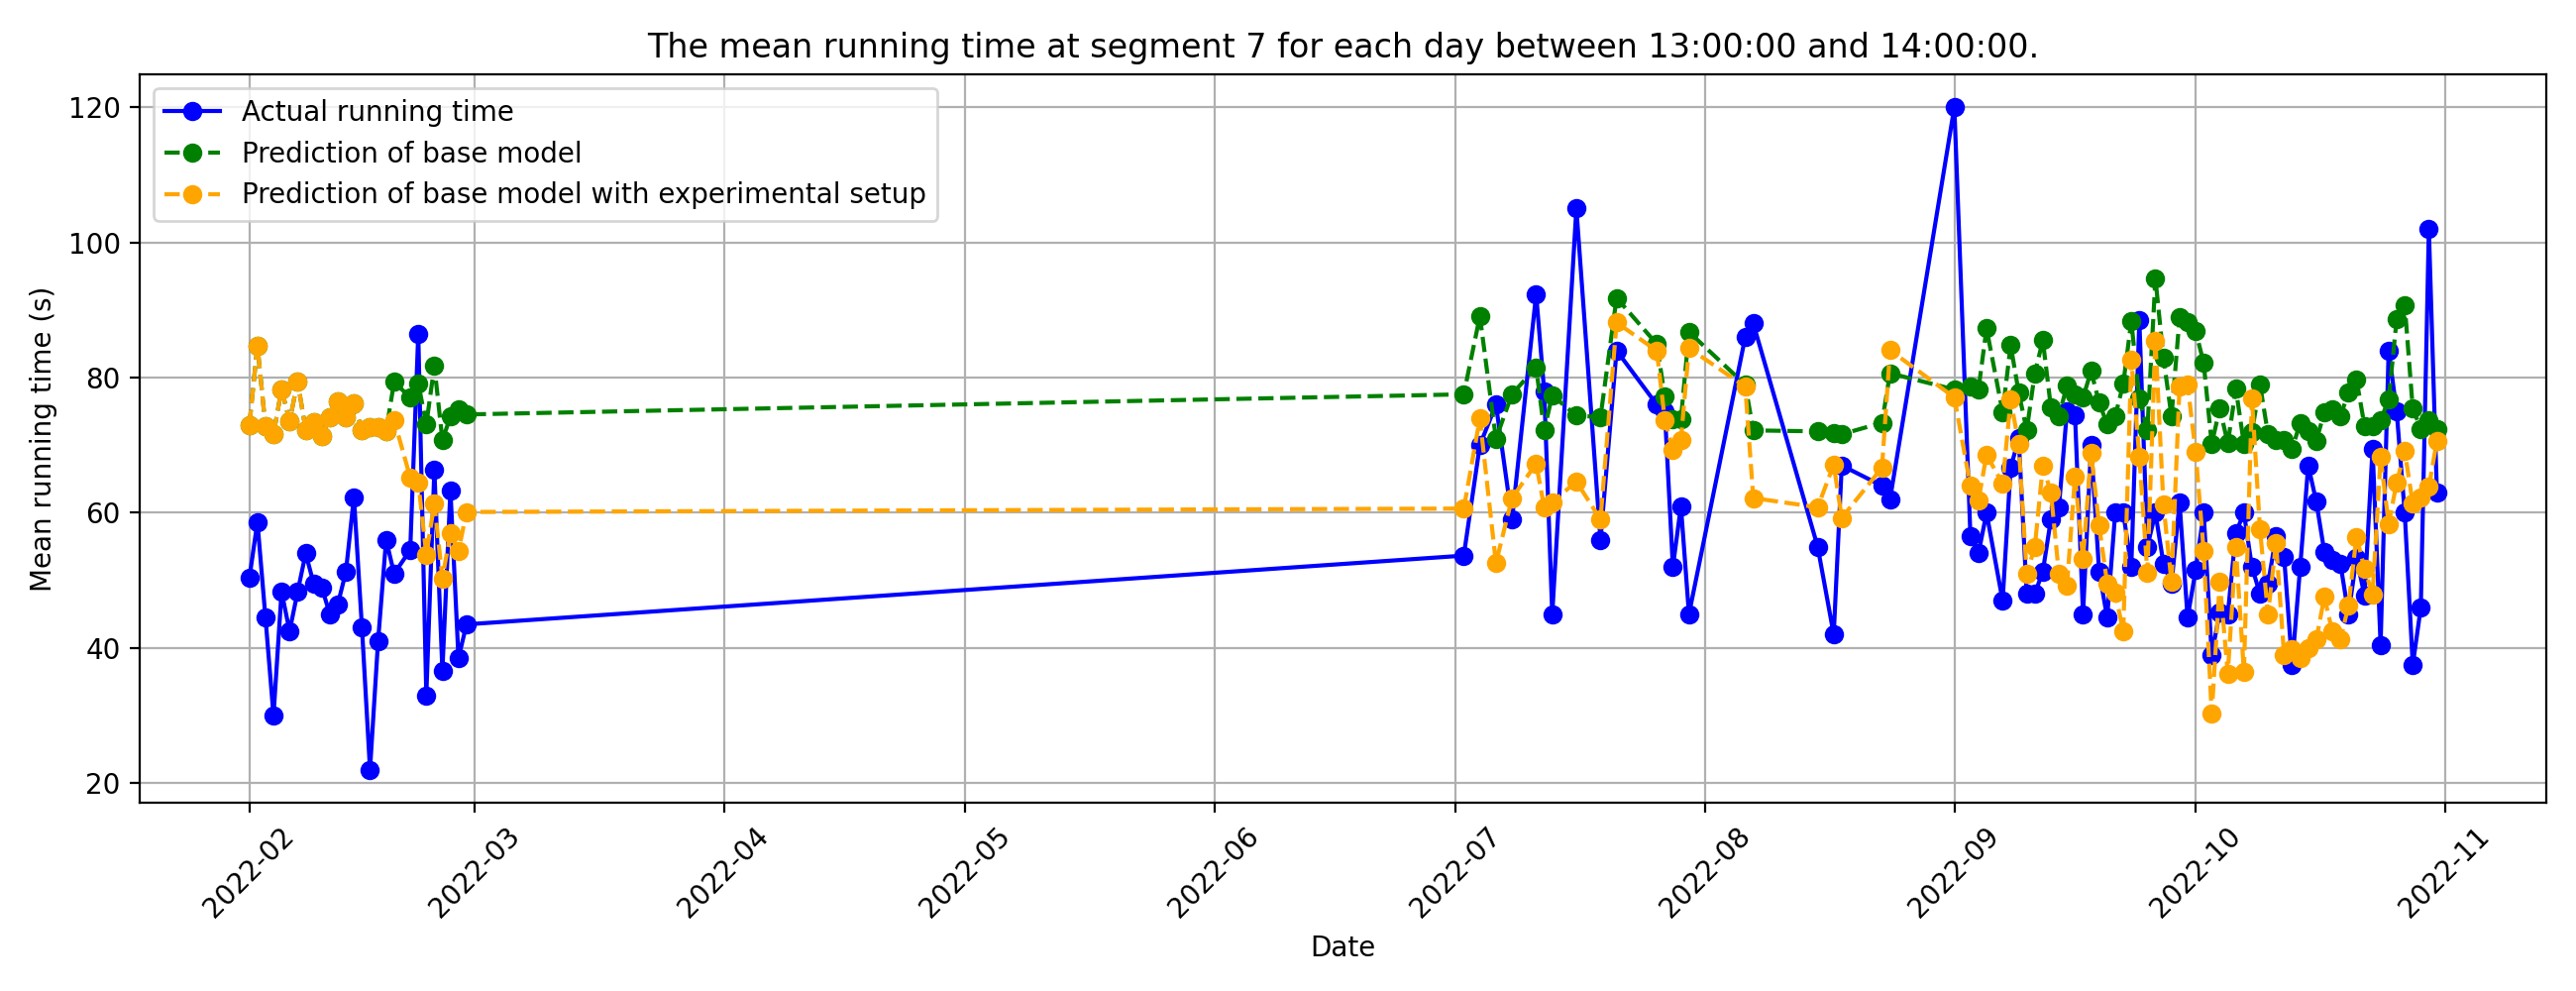 The mean running time at segment 7 for each day between 13:00:00 and 14:00:00.
Actual running time
Prediction of base model
Prediction of base model with experimental setup
Mean running time (s)
120
100
80
60
40
20
2022-02
2022-03
2022-04
2022-05
2022-06
2022-07
2022-08
2022-09
2022-10
2022-11
Date